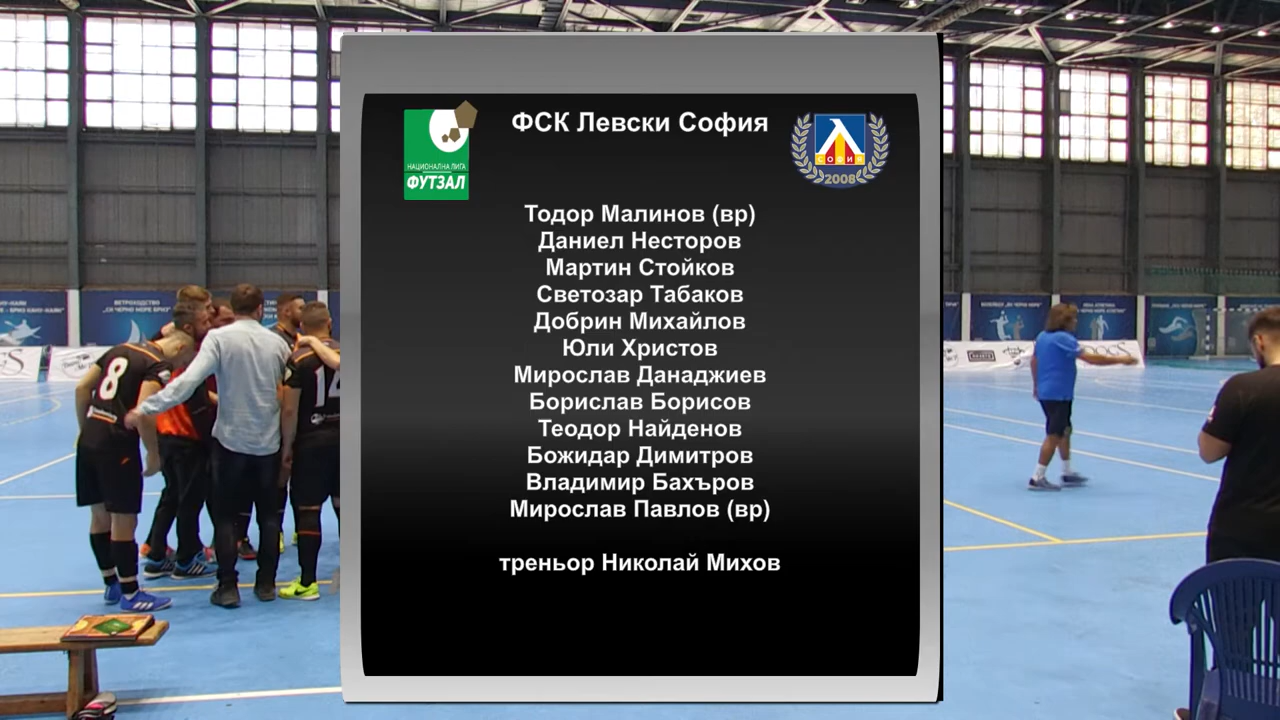 ФСК Левски София
НАЦИОНАЛНА ЛИГА
ФУТЗАЛ
СОФИЯ
2008
Тодор Малинов (вр)
Даниел Несторов
Мартин Стойков
Светозар Табаков
Добрин Михайлов
Юли Христов
Мирослав Данаджиев
Борислав Борисов
Теодор Найденов
Божидар Димитров
Владимир Бахъров
Мирослав Павлов (вр)
треньор Николай Михов
8